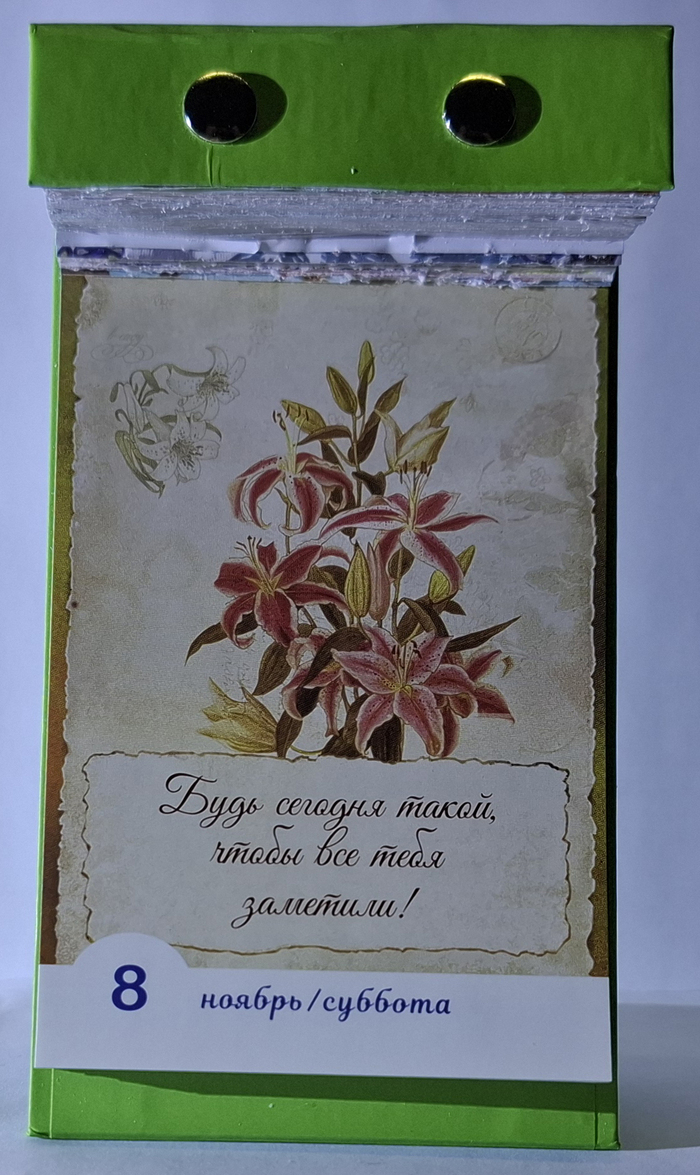 Будь сегодня такой,
чтобы все тебя
заметили!
8 ноябрь/суббота